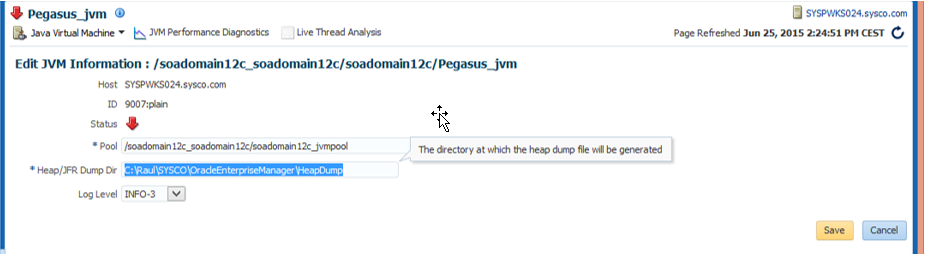 Pegasus_jvm
SYSPWKS024.sysco.com
Java Virtual Machine JVM Performance Diagnostics Live Thread Analysis
Page Refreshed Jun 25, 2015 2:24:51 PM CEST
Edit JVM Information : /soadomain12c_soadomain12c/soadomain12c/Pegasus_jvm
Host SYSPWKS024.sysco.com
ID 9007:plain
Status
* Pool /soadomain12c_soadomain12c/soadomain12c_jvmpool
The directory at which the heap dump file will be generated
* Heap/JFR Dump Dir C:\Raul\SYSCO\OracleEnterpriseManager\HeapDump
Log Level INFO-3
Save Cancel